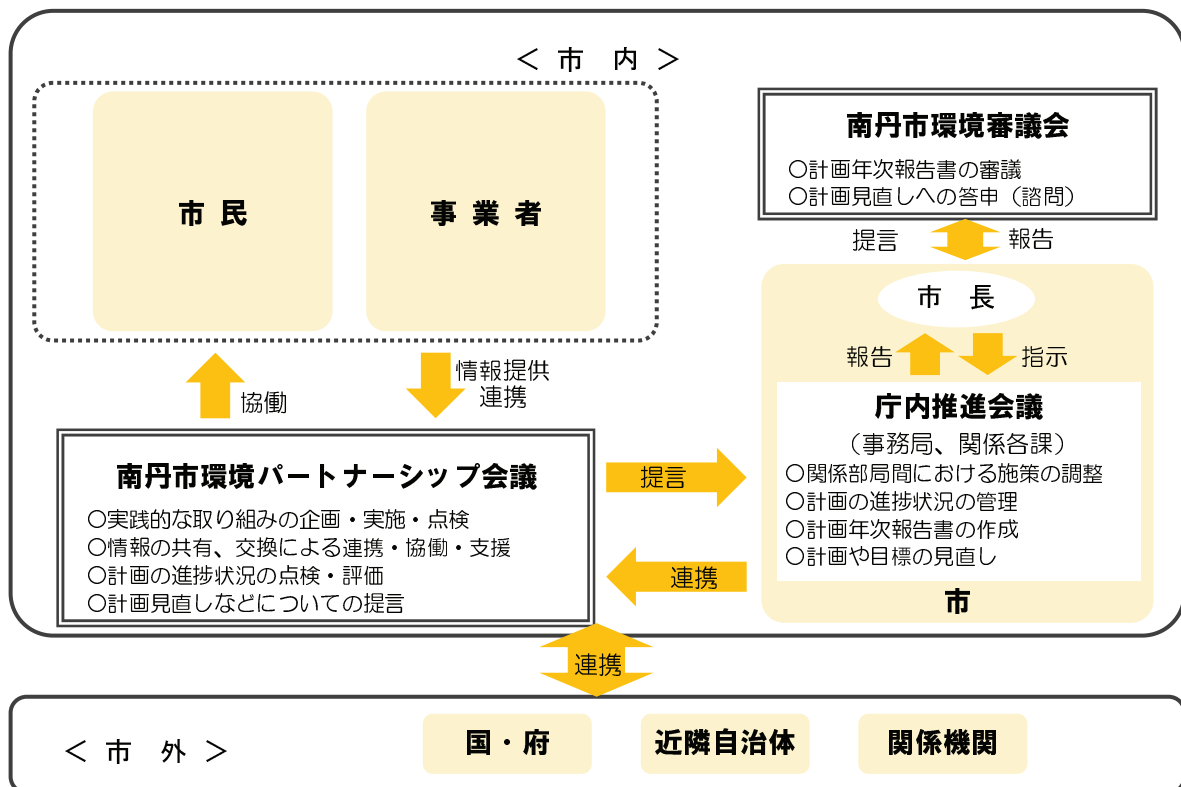 ＜ 市 内 ＞
市 民
事 業 者
協働
情報提供
連携
南丹市環境パートナーシップ会議
○実践的な取り組みの企画・実施・点検
○情報の共有、交換による連携・協働・支援
○計画の進捗状況の点検・評価
○計画見直しなどについての提言
提言
連携
南丹市環境審議会
○計画年次報告書の審議
○計画見直しへの答申（諮問）
提言
報告
市 長
報告
指示
庁内推進会議
（事務局、関係各課）
○関係部局間における施策の調整
○計画の進捗状況の管理
○計画年次報告書の作成
○計画や目標の見直し
市
連携
＜ 市 外 ＞
国・府
近隣自治体
関係機関